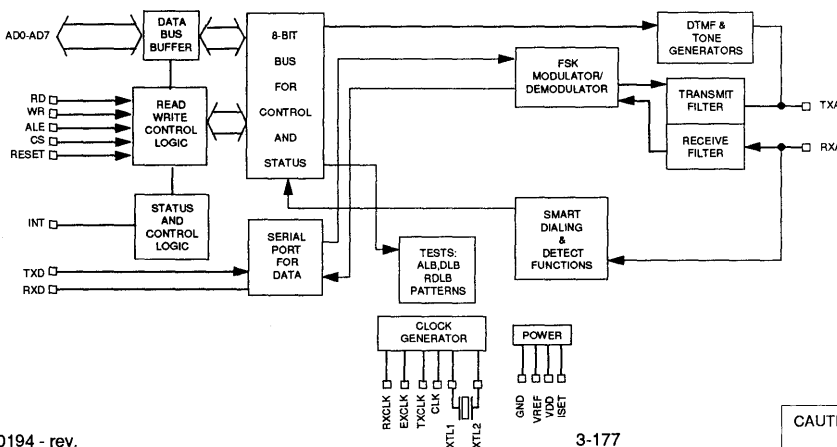 AD0-AD7
DATA
BUS
BUFFER
8-BIT
BUS
FOR
CONTROL
AND
STATUS
DTMF &
TONE
GENERATORS
FSK
MODULATOR/
DEMODULATOR
TRANSMIT
FILTER
TXA
RECEIVE
FILTER
RXA
RD
WR
ALE
CS
RESET
READ
WRITE
CONTROL
LOGIC
INT
STATUS
AND
CONTROL
LOGIC
TXD
RXD
SERIAL
PORT
FOR
DATA
SMART
DIALING
&
DETECT
FUNCTIONS
TESTS:
ALB,DLB
RDLB
PATTERNS
CLOCK
GENERATOR
RXCLK
EXCLK
TXCLK
CLK
XTL1
XTL2
POWER
GND
VREF
VDD
ISET
0194 - rev.
3-177
CAUTI